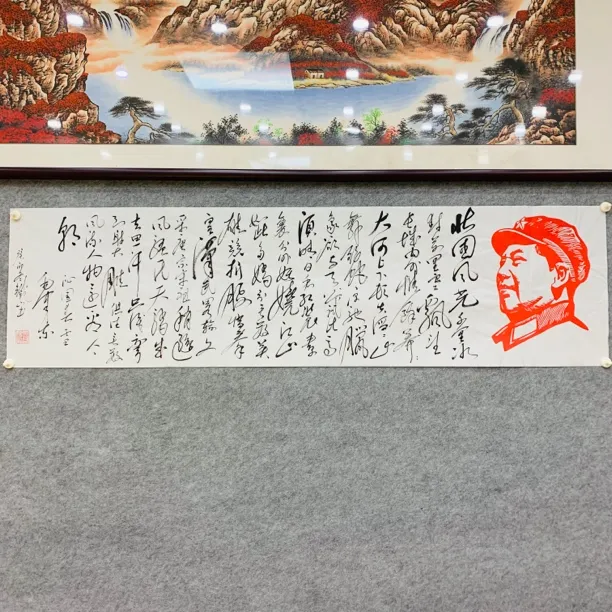 北国风光千里冰
封万里雪飘望
长城内外惟余莽莽
大河上下顿失滔滔山
舞银蛇原驰腊
象欲与天公试比高
须晴日看红装素
裹分外妖娆江山
如此多娇引无数英
雄竞折腰惜秦
皇汉武略输文
采唐宗宋祖稍逊
风骚一代天骄成
吉思汗只识弯弓
射大雕俱往矣数
风流人物还看今
朝
沁园春
毛泽东